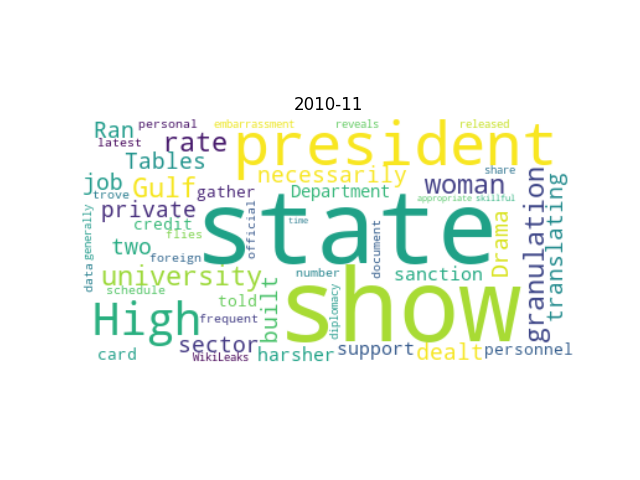 2010-11
Ran personal embarrassment reveals released
latest rate president
Tables necessarily share
job Gulf gather Department woman
trove appropriate skillful
private state
generally credit official time Drama granulation translating
two flies document
data foreign
university number sanction
schedule show
told built diplomacy
High frequent
sector support dealt personnel
card WikiLeaks harsher